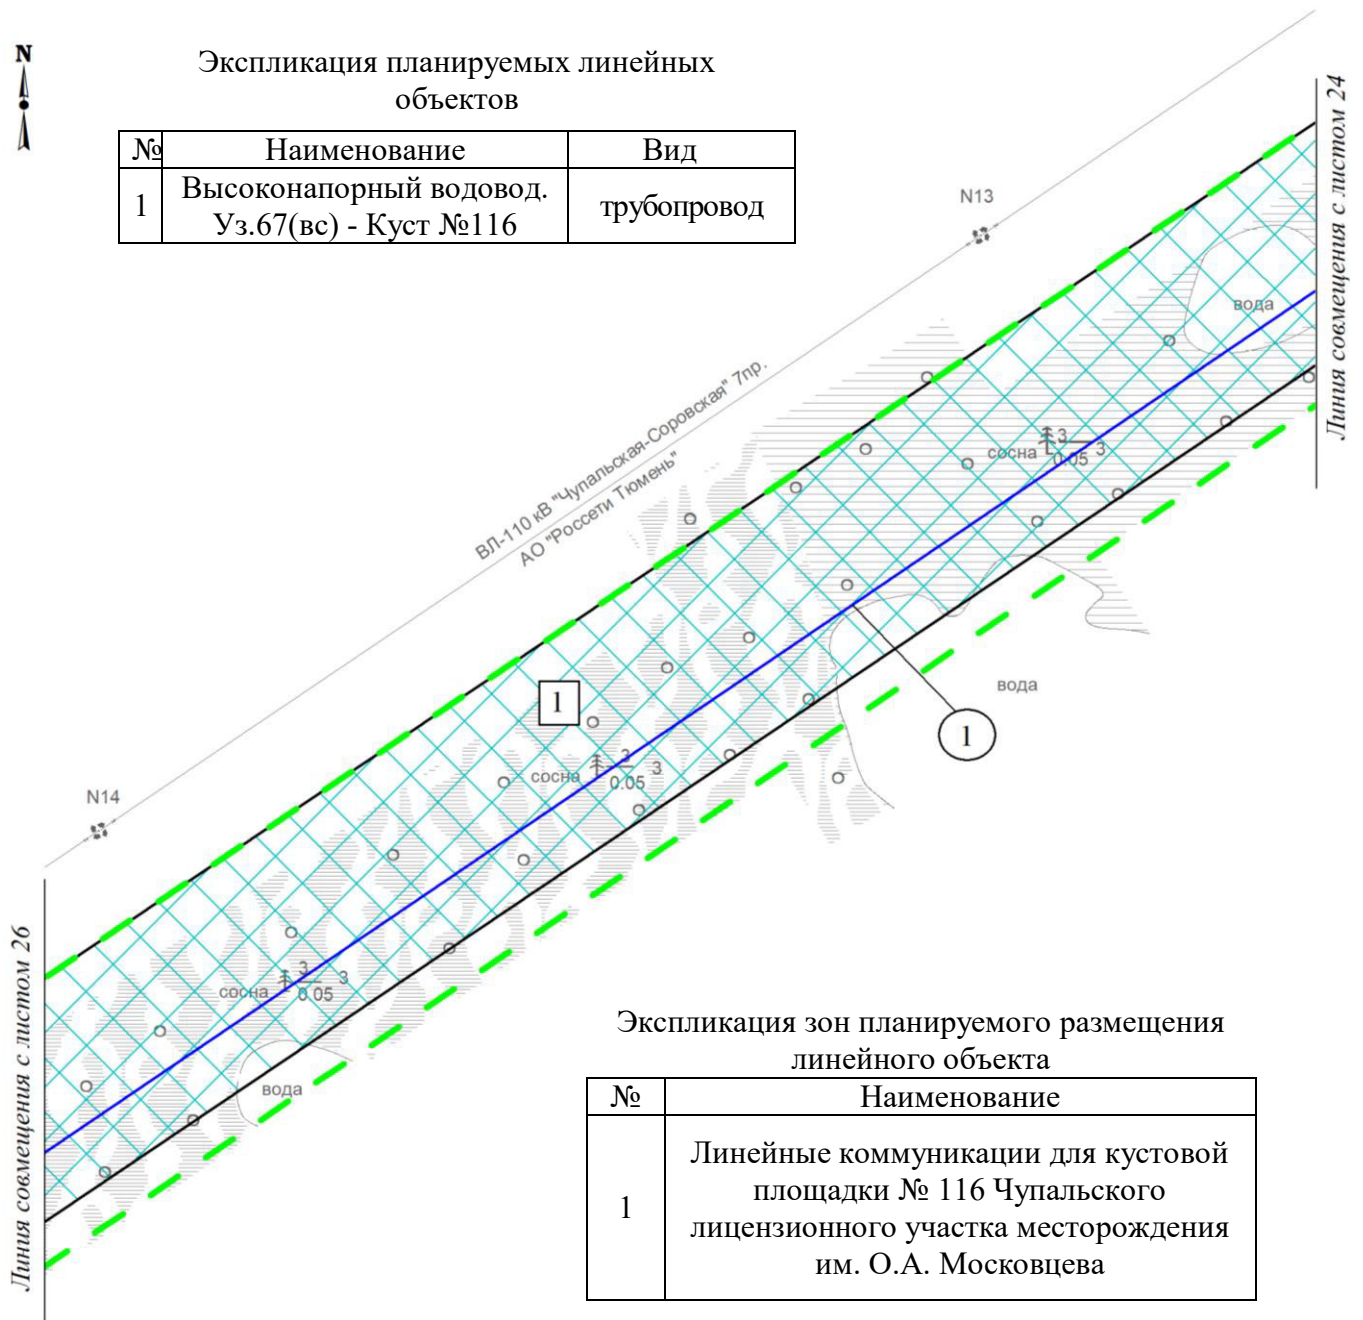 N
Экспликация планируемых линейных
объектов
№ Наименование Вид
1 Высоконапорный водовод.
Уз.67(вс) - Куст №116
трубопровод
Линия совмещения с листом 24
N13
вода
ВЛ-110 кВ "Чупальская-Соровская" 7пр.
АО "Россети Тюмень"
сосна 3 3
0.05
1
вода
1
сосна 3 3
0.05
N14
Линия совмещения с листом 26
сосна 3 3
0.05
вода
Экспликация зон планируемого размещения
линейного объекта
№ Наименование
1
Линейные коммуникации для кустовой
площадки № 116 Чупальского
лицензионного участка месторождения
им. О.А. Московцева